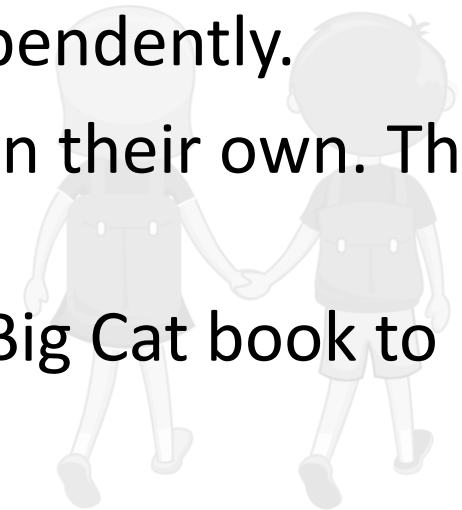 pendently.
n their own. Th
Big Cat book to